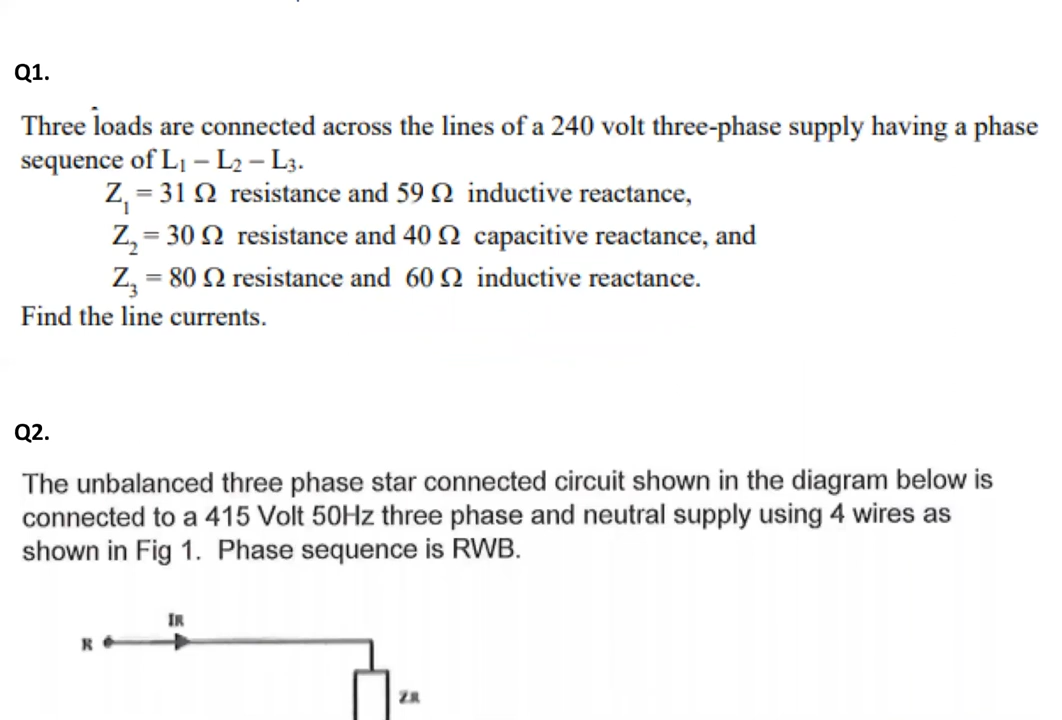 Q1.
Three loads are connected across the lines of a 240 volt three-phase supply having a phase
sequence of L₁ – L₂ – L₃.
Z₁ = 31 Ω resistance and 59 Ω inductive reactance,
Z₂ = 30 Ω resistance and 40 Ω capacitive reactance, and
Z₃ = 80 Ω resistance and 60 Ω inductive reactance.
Find the line currents.
Q2.
The unbalanced three phase star connected circuit shown in the diagram below is
connected to a 415 Volt 50Hz three phase and neutral supply using 4 wires as
shown in Fig 1. Phase sequence is RWB.
IR
R
ZR